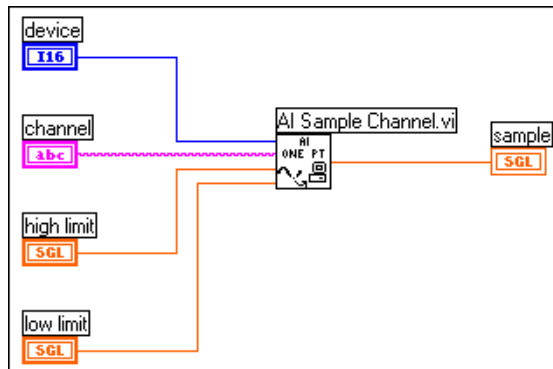 device
I16
channel
abc
AI Sample Channel.vi
AI
ONE PT
sample
SGL
high limit
SGL
low limit
SGL